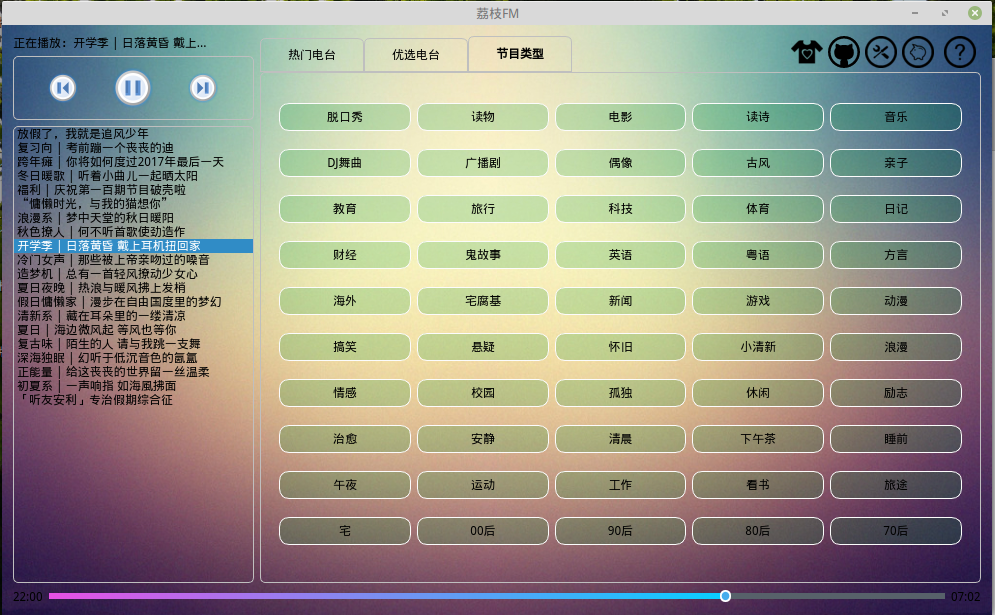 荔枝FM
正在播放：开学季 | 日落黄昏 戴上...
热门电台 优选电台 节目类型
放假了，我就是追风少年
复习向 | 考前蹦一个丧丧的迪
跨年瘫 | 你将如何度过2017年最后一天
冬日暖歌 | 听着小曲儿一起晒太阳
福利 | 庆祝第一百期节目破壳啦
“慵懒时光，与我的猫想你”
浪漫系 | 梦中天堂的秋日暖阳
秋色撩人 | 何不听首歌使劲造作
开学季 | 日落黄昏 戴上耳机扭回家
冷门女声 | 那些被上帝亲吻过的嗓音
造梦机 | 总有一首轻风撩动少女心
夏日夜晚 | 热浪与暖风拂上发梢
假日慵懒家 | 漫步在自由国度里的梦幻
清新系 | 藏在耳朵里的一缕清凉
夏日 | 海边微风起 等风也等你
复古味 | 陌生的人 请与我跳一支舞
深海独眠 | 幻听于低沉音色的氤氲
正能量 | 给这丧丧的世界留一丝温柔
初夏系 | 一声响指 如海風拂面
「听友安利」专治假期综合征
脱口秀 读物 电影 读诗 音乐
DJ舞曲 广播剧 偶像 古风 亲子
教育 旅行 科技 体育 日记
财经 鬼故事 英语 粤语 方言
海外 宅腐基 新闻 游戏 动漫
搞笑 悬疑 怀旧 小清新 浪漫
情感 校园 孤独 休闲 励志
治愈 安静 清晨 下午茶 睡前
午夜 运动 工作 看书 旅途
宅 00后 90后 80后 70后
22:00 07:02